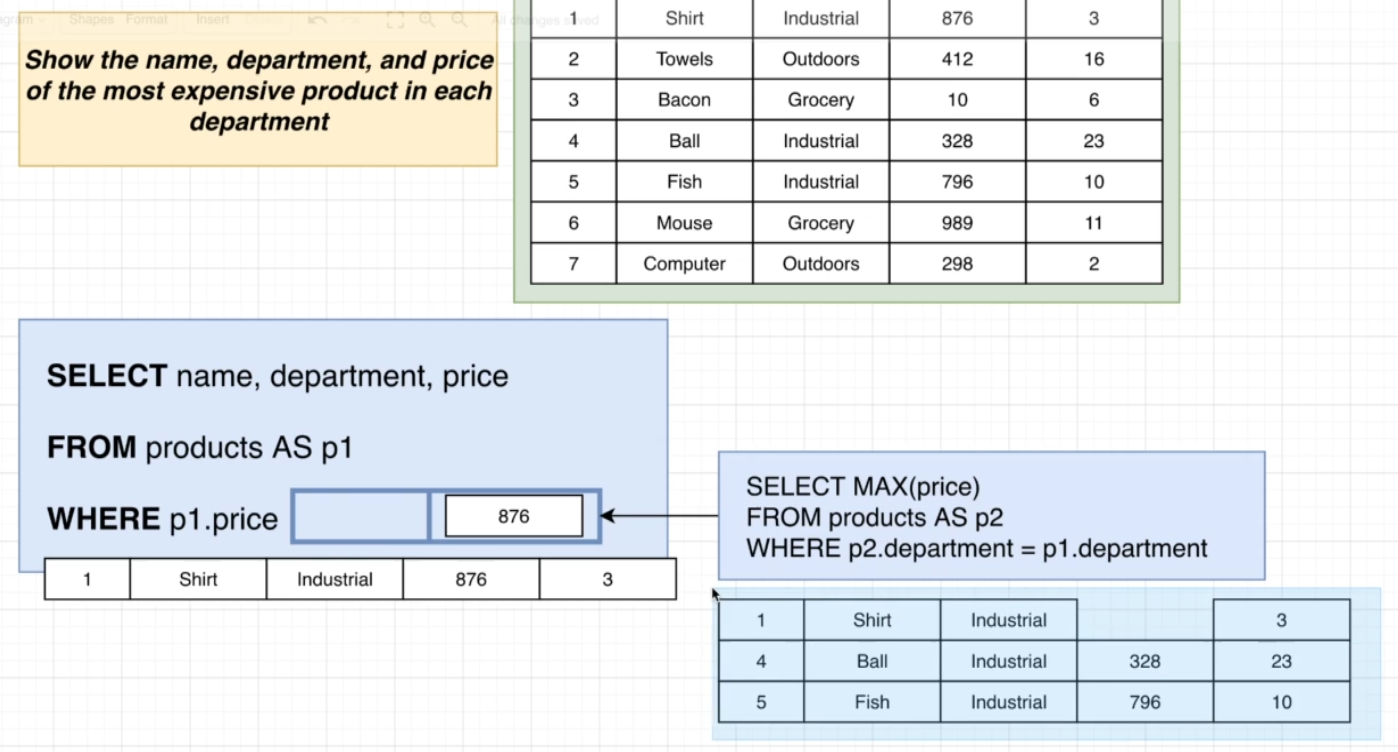 Shapes Format Insert All changes saved
Show the name, department, and price
of the most expensive product in each
department
1 Shirt Industrial 876 3
2 Towels Outdoors 412 16
3 Bacon Grocery 10 6
4 Ball Industrial 328 23
5 Fish Industrial 796 10
6 Mouse Grocery 989 11
7 Computer Outdoors 298 2
SELECT name, department, price
FROM products AS p1
WHERE p1.price 876
1 Shirt Industrial 876 3
SELECT MAX(price)
FROM products AS p2
WHERE p2.department = p1.department
1 Shirt Industrial 3
4 Ball Industrial 328 23
5 Fish Industrial 796 10